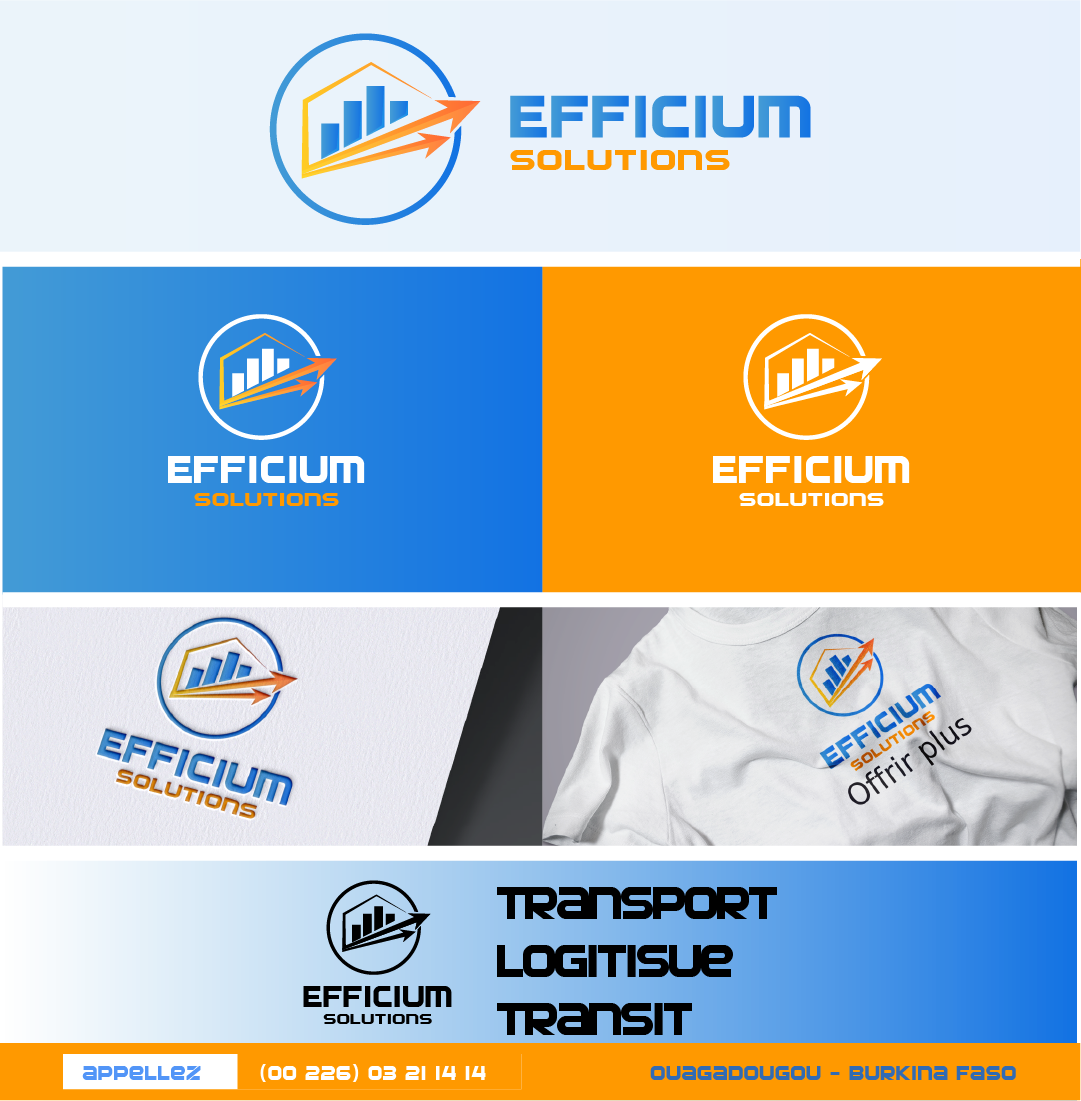 EFFICIUM
SOLUTIONS
EFFICIUM
SOLUTIONS
EFFICIUM
SOLUTIONS
EFFICIUM
SOLUTIONS
EFFICIUM
SOLUTIONS
Offrir plus
EFFICIUM
SOLUTIONS
TRANSPORT
LOGITISUE
TRANSIT
APPELLEZ (00 226) 03 21 14 14 OUAGADOUGOU - BURKINA FASO